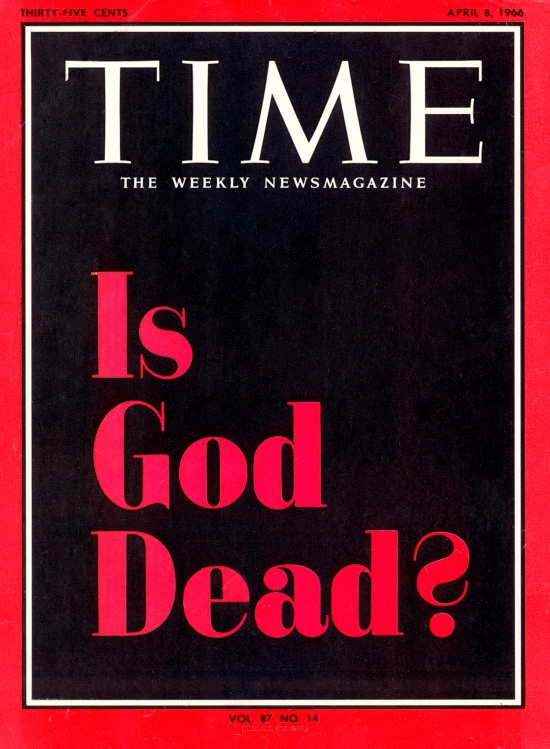 THIRTY-FIVE CENTS
APRIL 8, 1966
TIME
THE WEEKLY NEWSMAGAZINE
Is
God
Dead?
VOL. 87 NO. 14